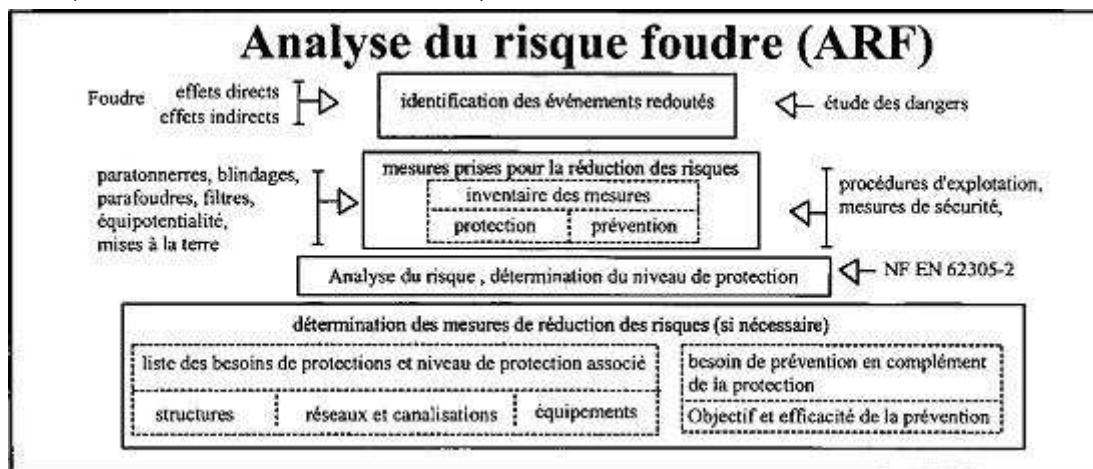 Analyse du risque foudre (ARF)
Foudre
effets directs
effets indirects
identification des événements redoutés
étude des dangers
paratonnerres, blindages,
parafoudres, filtres,
équipotentialité,
mises à la terre
mesures prises pour la réduction des risques
inventaire des mesures
protection
prévention
procédures d'explotation,
mesures de sécurité,
Analyse du risque , détermination du niveau de protection
NF EN 62305-2
détermination des mesures de réduction des risques (si nécessaire)
liste des besoins de protections et niveau de protection associé
structures
réseaux et canalisations
équipements
besoin de prévention en complément
de la protection
Objectif et efficacité de la prévention